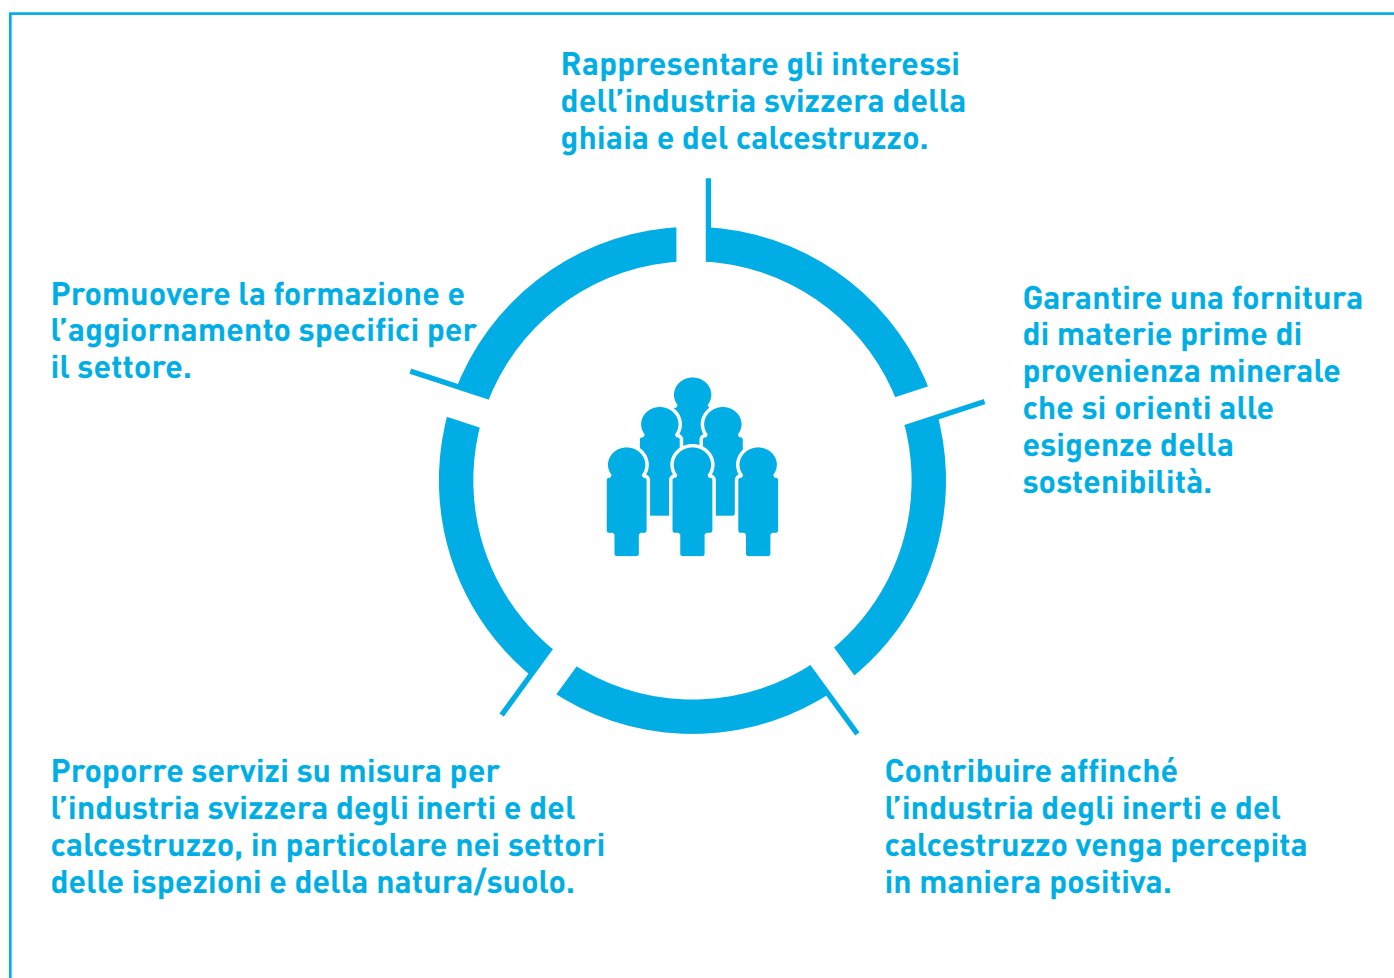 Rappresentare gli interessi
dell’industria svizzera della
ghiaia e del calcestruzzo.
Promuovere la formazione e
l’aggiornamento specifici per
il settore.
Garantire una fornitura
di materie prime di
provenienza minerale
che si orienti alle
esigenze della
sostenibilità.
Proporre servizi su misura per
l’industria svizzera degli inerti e del
calcestruzzo, in particolare nei settori
delle ispezioni e della natura/suolo.
Contribuire affinché
l’industria degli inerti e del
calcestruzzo venga percepita
in maniera positiva.